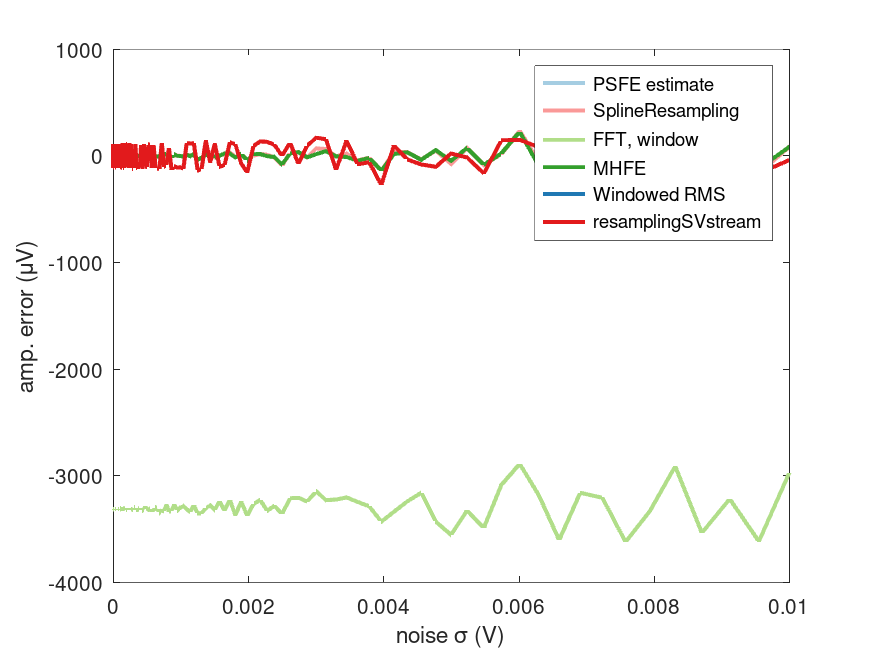 1000
0
-1000
-2000
-3000
-4000
amp. error (µV)
0
0.002
0.004
0.006
0.008
0.01
noise σ (V)
PSFE estimate
SplineResampling
FFT, window
MHFE
Windowed RMS
resamplingSVstream